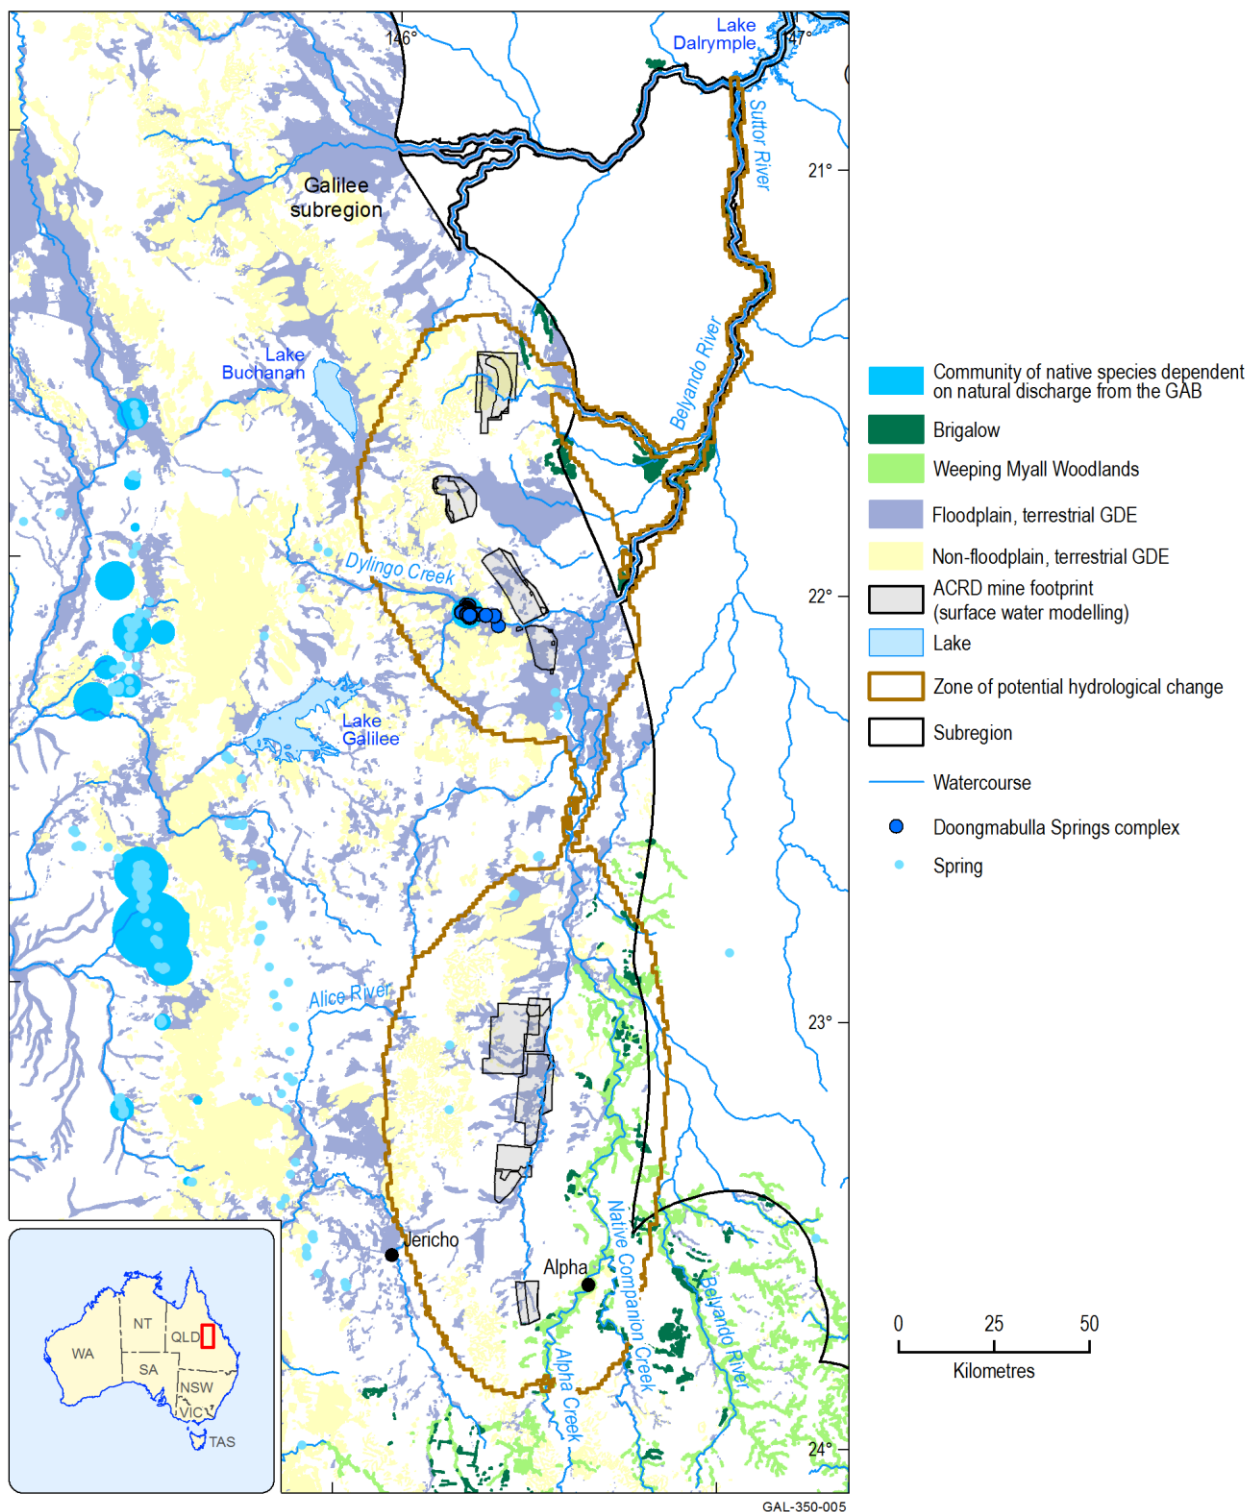 146°
Lake
Dalrymple
47°
Suttor River
21°
Galilee
subregion
Lake
Buchanan
Belyando River
Dylingo Creek
22°
Lake
Galilee
Alice River
23°
Jericho
Alpha
Native Companion Creek
Belyando River
Alpha Creek
24°
Community of native species dependent
on natural discharge from the GAB
Brigalow
Weeping Myall Woodlands
Floodplain, terrestrial GDE
Non-floodplain, terrestrial GDE
ACRD mine footprint
(surface water modelling)
Lake
Zone of potential hydrological change
Subregion
Watercourse
Doongmabulla Springs complex
Spring
0 25 50
Kilometres
NT
QLD
WA
SA
NSW
VIC
TAS
GAL-350-005